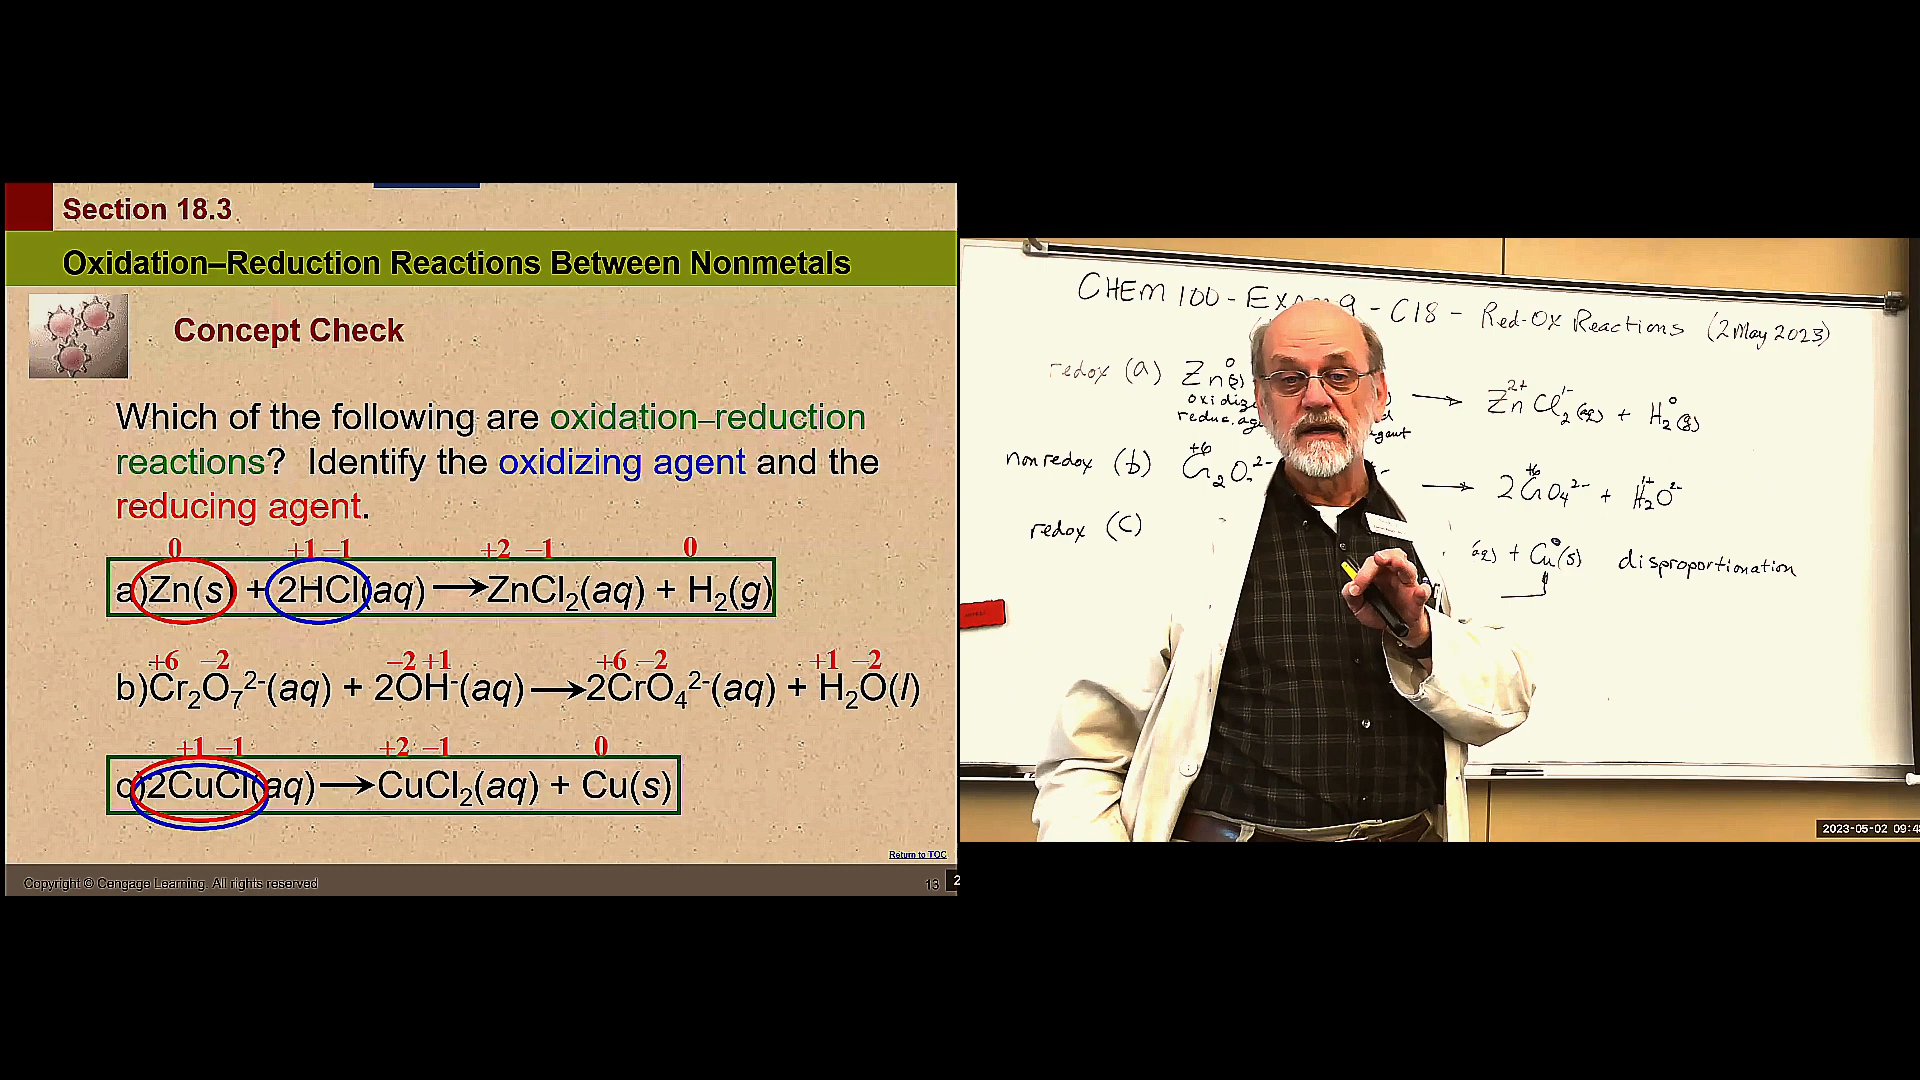 Section 18.3
Oxidation–Reduction Reactions Between Nonmetals
Concept Check
Which of the following are oxidation–reduction
reactions? Identify the oxidizing agent and the
reducing agent.
0 +1 –1 +2 –1 0
a) Zn(s) + 2HCl(aq) ⟶ ZnCl₂(aq) + H₂(g)
+6 –2 –2 +1 +6 –2 +1 –2
b) Cr₂O₇²⁻(aq) + 2OH⁻(aq) ⟶ 2CrO₄²⁻(aq) + H₂O(l)
+1 –1 +2 –1 0
c) 2CuCl(aq) ⟶ CuCl₂(aq) + Cu(s)
Return to TOC
Copyright © Cengage Learning. All rights reserved 13 2
CHEM 100 - 9 - C18 - Red-Ox Reactions (2 May 2023)
redox (a) Zn⁰(s) ⟶ Zn²⁺Cl₂¹⁻(aq) + H₂⁰(g)
nonredox (b) ⟶ 2CrO₄²⁻ + H₂O
redox (c) aq) + Cu⁰(s) disproportionation
2023-05-02 09:4